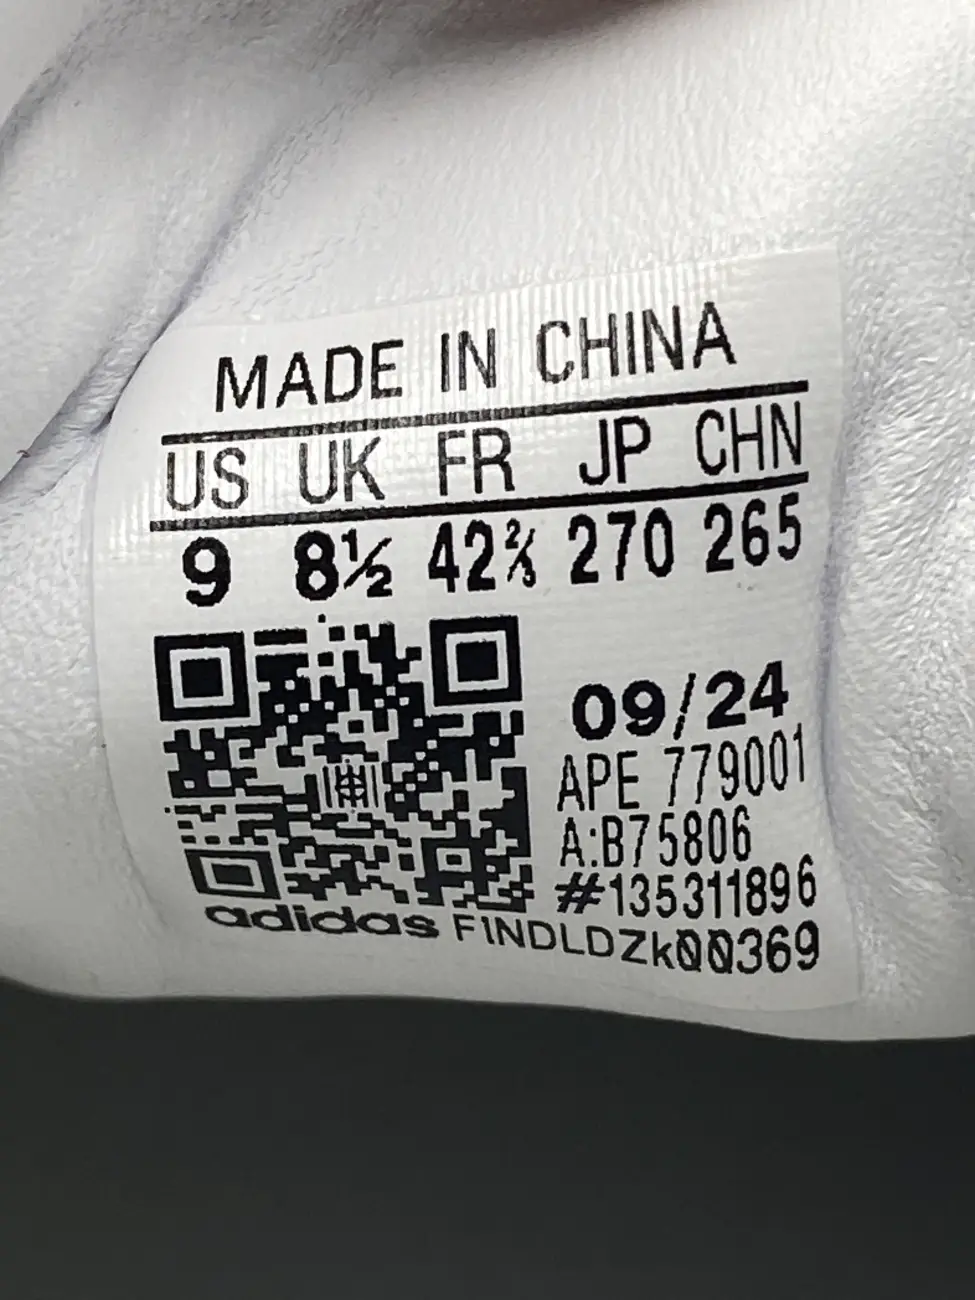 MADE IN CHINA
US UK FR JP CHN
9 8½ 42⅔ 270 265
09/24
APE 779001
A:B75806
#135311896
adidas F1NDLDZk00369